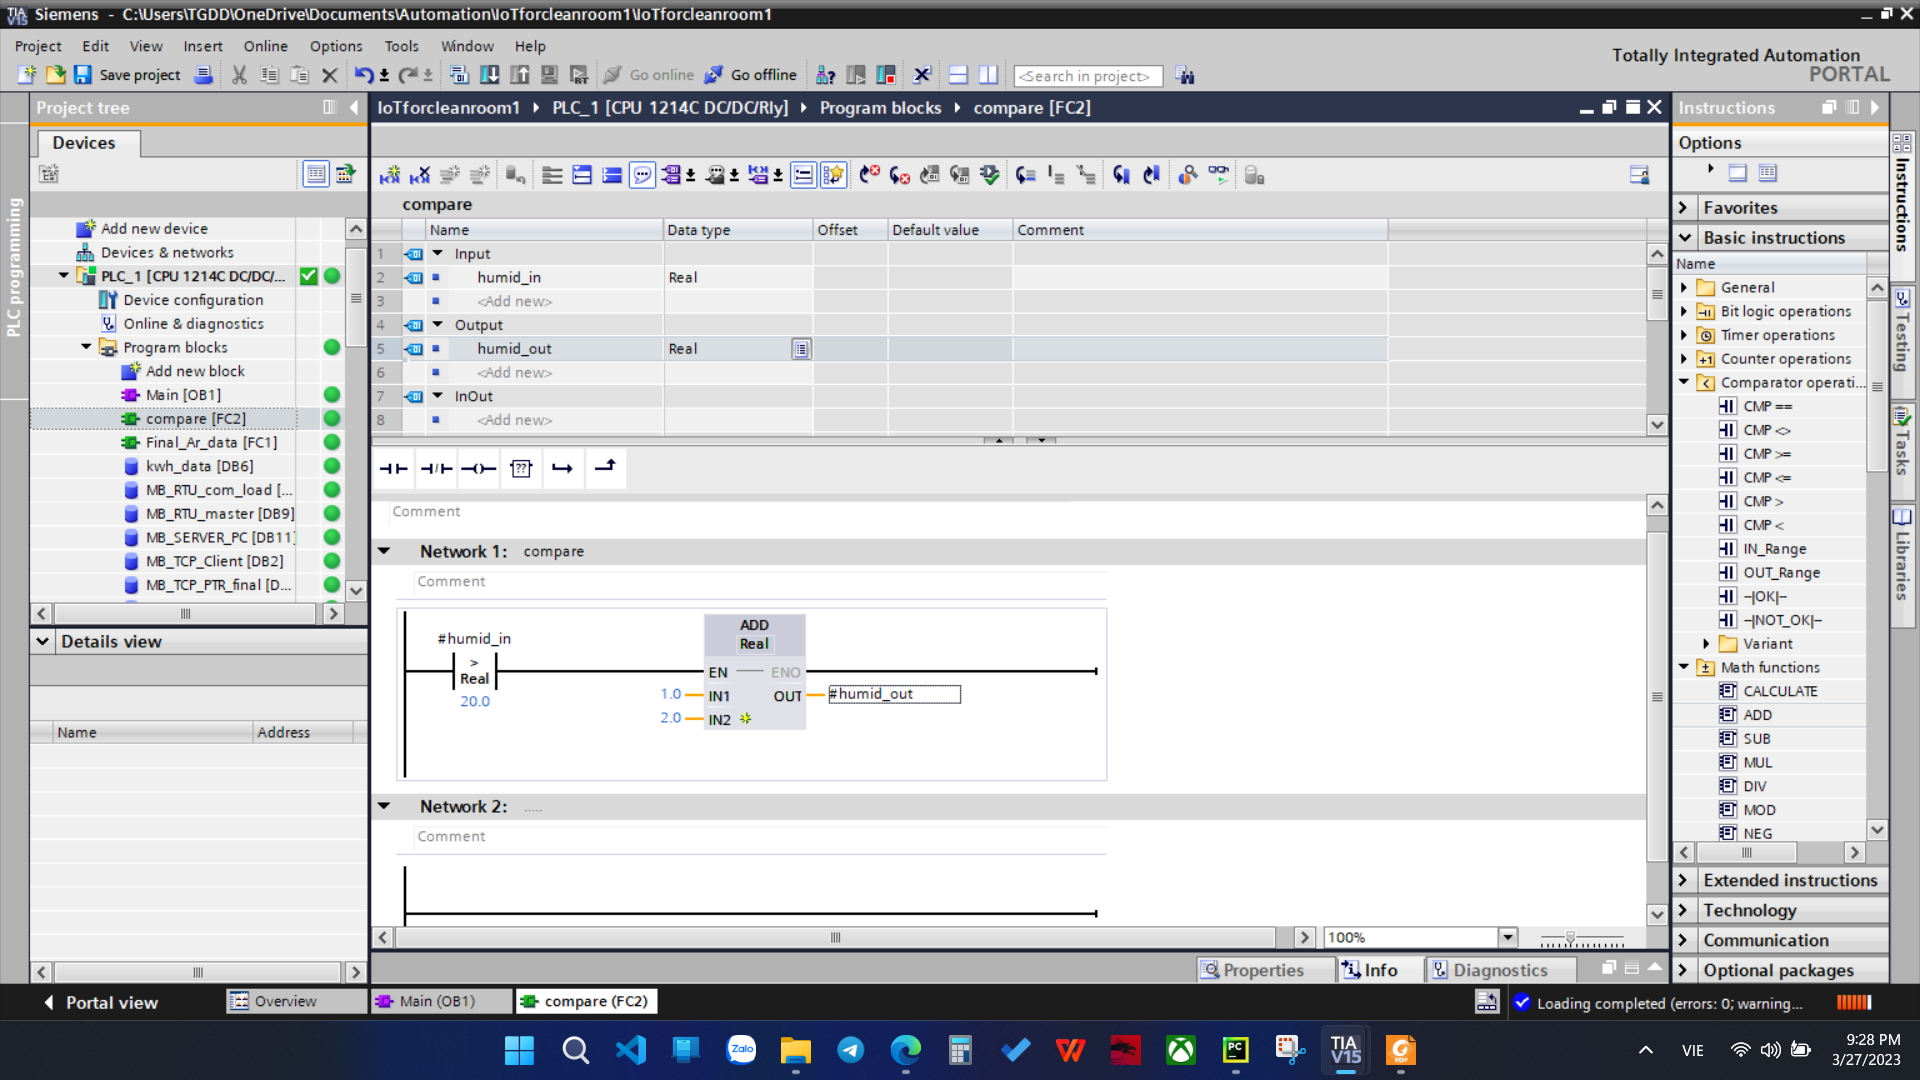 Siemens - C:\Users\TGDD\OneDrive\Documents\Automation\IoTforcleanroom1\IoTforcleanroom1
Project Edit View Insert Online Options Tools Window Help
Totally Integrated Automation
PORTAL
Save project
Go online
Go offline
<Search in project>
Project tree
IoTforcleanroom1 ▸ PLC_1 [CPU 1214C DC/DC/Rly] ▸ Program blocks ▸ compare [FC2]
Instructions
Devices
Options
PLC programming
Add new device
Devices & networks
PLC_1 [CPU 1214C DC/DC/...
Device configuration
Online & diagnostics
Program blocks
Add new block
Main [OB1]
compare [FC2]
Final_Ar_data [FC1]
kwh_data [DB6]
MB_RTU_com_load [...
MB_RTU_master [DB9]
MB_SERVER_PC [DB11]
MB_TCP_Client [DB2]
MB_TCP_PTR_final [D...
Details view
Name Address
compare
Name Data type Offset Default value Comment
1 Input
2 humid_in Real
3 <Add new>
4 Output
5 humid_out Real
6 <Add new>
7 InOut
8 <Add new>
??
Comment
Network 1: compare
Comment
#humid_in
>
Real
20.0
ADD
Real
EN ENO
1.0 IN1 OUT #humid_out
2.0 IN2
Network 2: .....
Comment
100%
Properties
Info
Diagnostics
Favorites
Basic instructions
Name
General
Bit logic operations
Timer operations
Counter operations
Comparator operati...
CMP ==
CMP <>
CMP >=
CMP <=
CMP >
CMP <
IN_Range
OUT_Range
--|OK|--
--|NOT_OK|--
Variant
Math functions
CALCULATE
ADD
SUB
MUL
DIV
MOD
NEG
Extended instructions
Technology
Communication
Optional packages
Instructions
Testing
Tasks
Libraries
Portal view
Overview
Main (OB1)
compare (FC2)
Loading completed (errors: 0; warning...
Zalo
PC
TIA
V15
PDF
VIE
9:28 PM
3/27/2023